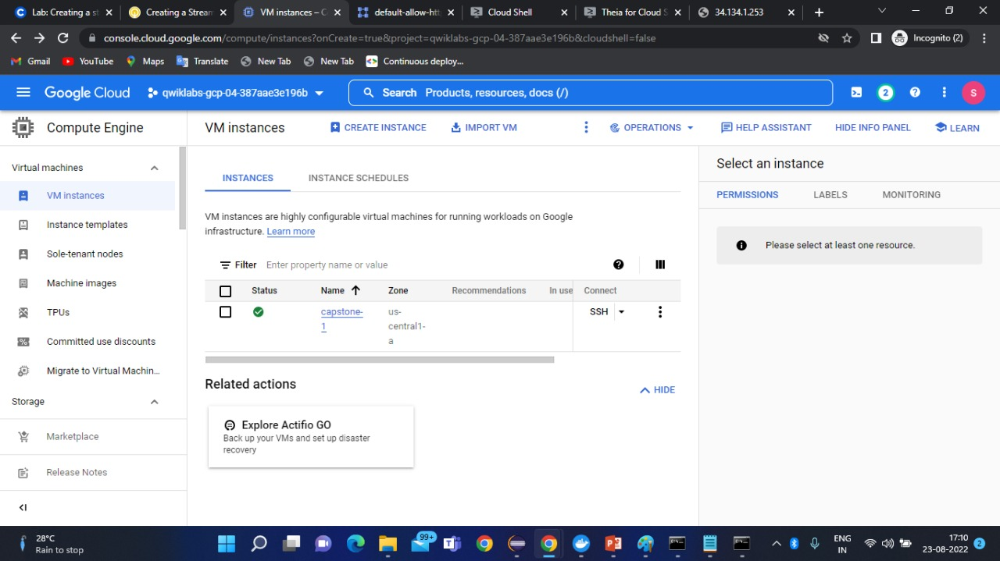 Lab: Creating a st
Creating a Stream
VM instances – C
default-allow-htt
Cloud Shell
Theia for Cloud S
34.134.1.253
console.cloud.google.com/compute/instances?onCreate=true&project=qwiklabs-gcp-04-387aae3e196b&cloudshell=false
Incognito (2)
Gmail
YouTube
Maps
Translate
New Tab
New Tab
Continuous deploy...
Google Cloud
qwiklabs-gcp-04-387aae3e196b
Search Products, resources, docs (/)
2
S
Compute Engine
VM instances
CREATE INSTANCE
IMPORT VM
OPERATIONS
HELP ASSISTANT
HIDE INFO PANEL
LEARN
Virtual machines
VM instances
Instance templates
Sole-tenant nodes
Machine images
TPUs
Committed use discounts
Migrate to Virtual Machin...
Storage
Marketplace
Release Notes
INSTANCES
INSTANCE SCHEDULES
VM instances are highly configurable virtual machines for running workloads on Google
infrastructure. Learn more
Filter Enter property name or value
Status
Name
Zone
Recommendations
In use
Connect
capstone-
1
us-
central1-
a
SSH
Related actions
HIDE
Explore Actifio GO
Back up your VMs and set up disaster
recovery
Select an instance
PERMISSIONS
LABELS
MONITORING
Please select at least one resource.
28°C
Rain to stop
99+
ENG
IN
17:10
23-08-2022
2